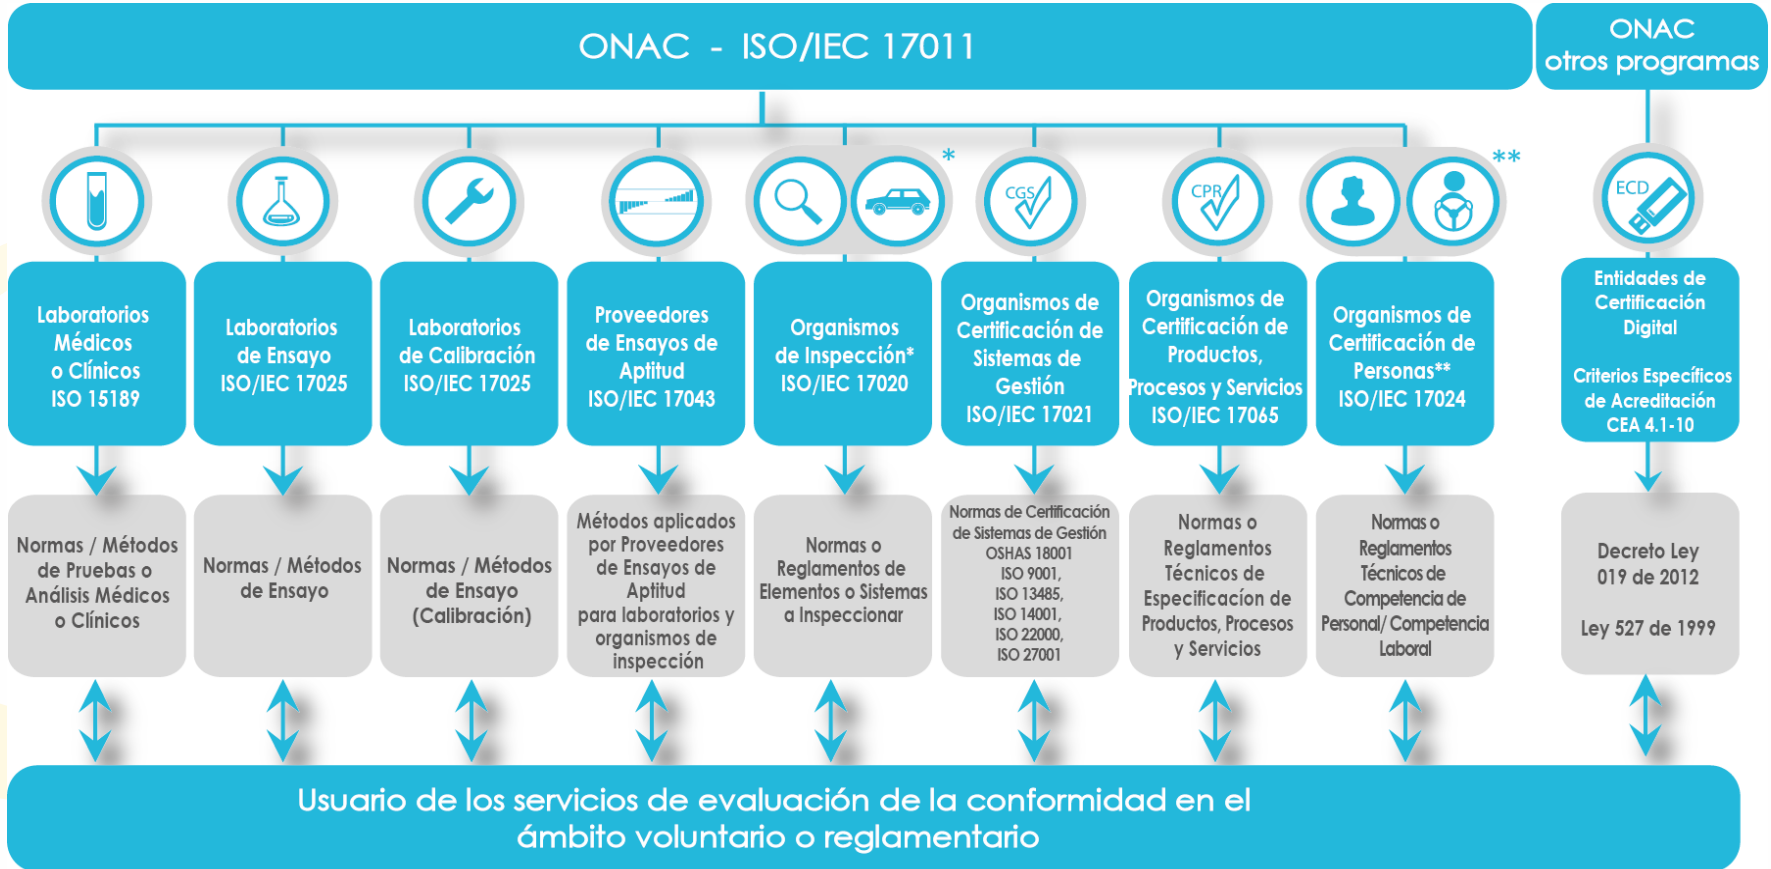 ONAC - ISO/IEC 17011
ONAC
otros programas
*
**
CGS
CPR
ECD
Laboratorios
Médicos
o Clínicos
ISO 15189
Laboratorios
de Ensayo
ISO/IEC 17025
Laboratorios
de Calibración
ISO/IEC 17025
Proveedores
de Ensayos de
Aptitud
ISO/IEC 17043
Organismos
de Inspección*
ISO/IEC 17020
Organismos de
Certificación de
Sistemas de
Gestión
ISO/IEC 17021
Organismos de
Certificación de
Productos,
Procesos y Servicios
ISO/IEC 17065
Organismos de
Certificación de
Personas**
ISO/IEC 17024
Entidades de
Certificación
Digital
Criterios Específicos
de Acreditación
CEA 4.1-10
Normas / Métodos
de Pruebas o
Análisis Médicos
o Clínicos
Normas / Métodos
de Ensayo
Normas / Métodos
de Ensayo
(Calibración)
Métodos aplicados
por Proveedores
de Ensayos de
Aptitud
para laboratorios y
organismos de
inspección
Normas o
Reglamentos de
Elementos o Sistemas
a Inspeccionar
Normas de Certificación
de Sistemas de Gestión
OSHAS 18001
ISO 9001,
ISO 13485,
ISO 14001,
ISO 22000,
ISO 27001
Normas o
Reglamentos
Técnicos de
Especificacíon de
Productos, Procesos
y Servicios
Normas o
Reglamentos
Técnicos de
Competencia de
Personal/ Competencia
Laboral
Decreto Ley
019 de 2012
Ley 527 de 1999
Usuario de los servicios de evaluación de la conformidad en el
ámbito voluntario o reglamentario